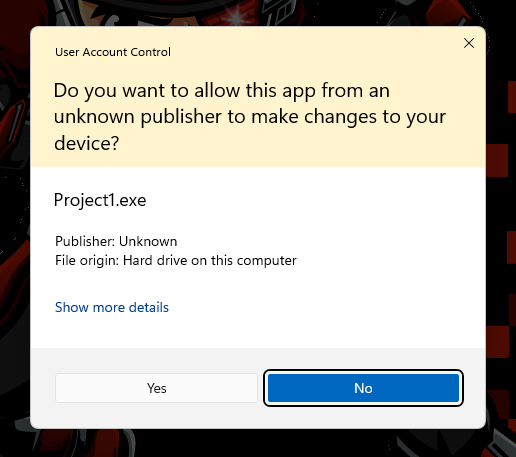 User Account Control
Do you want to allow this app from an
unknown publisher to make changes to your
device?
Project1.exe
Publisher: Unknown
File origin: Hard drive on this computer
Show more details
Yes
No